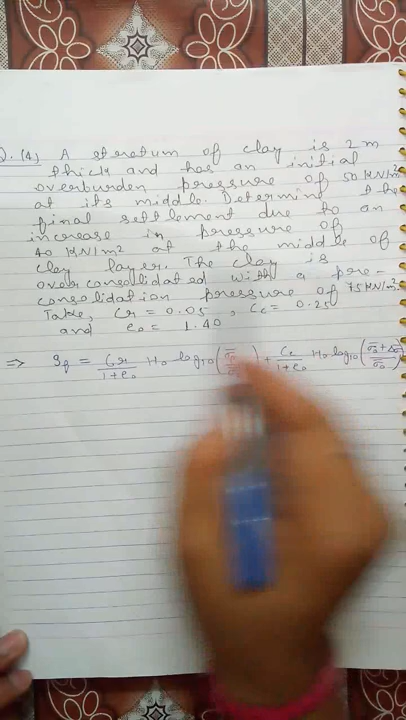 Q. (4) A stretum of clay is 2 m
thick and has an initial
overburden pressure of 50 KN/m²
at its middle. Determine the
final settlement due to an
increase in pressure of
40 KN/m² at the middle of
clay layer. The clay is
over consolidated with a pre-
consolidation pressure of 75 KN/m²
Take, Cr = 0.05, Cc = 0.25
and e₀ = 1.40
⇒ Sf = Cr/(1+e₀) H₀ log₁₀ ( ) + Cc/(1+e₀) H₀ log₁₀ ( )